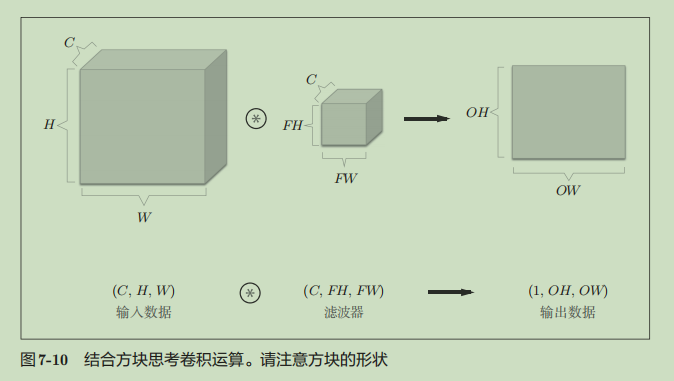 C
C
H
FH
OH
W
FW
OW
(C, H, W)
(C, FH, FW)
(1, OH, OW)
输入数据
滤波器
输出数据
图7-10 结合方块思考卷积运算。请注意方块的形状